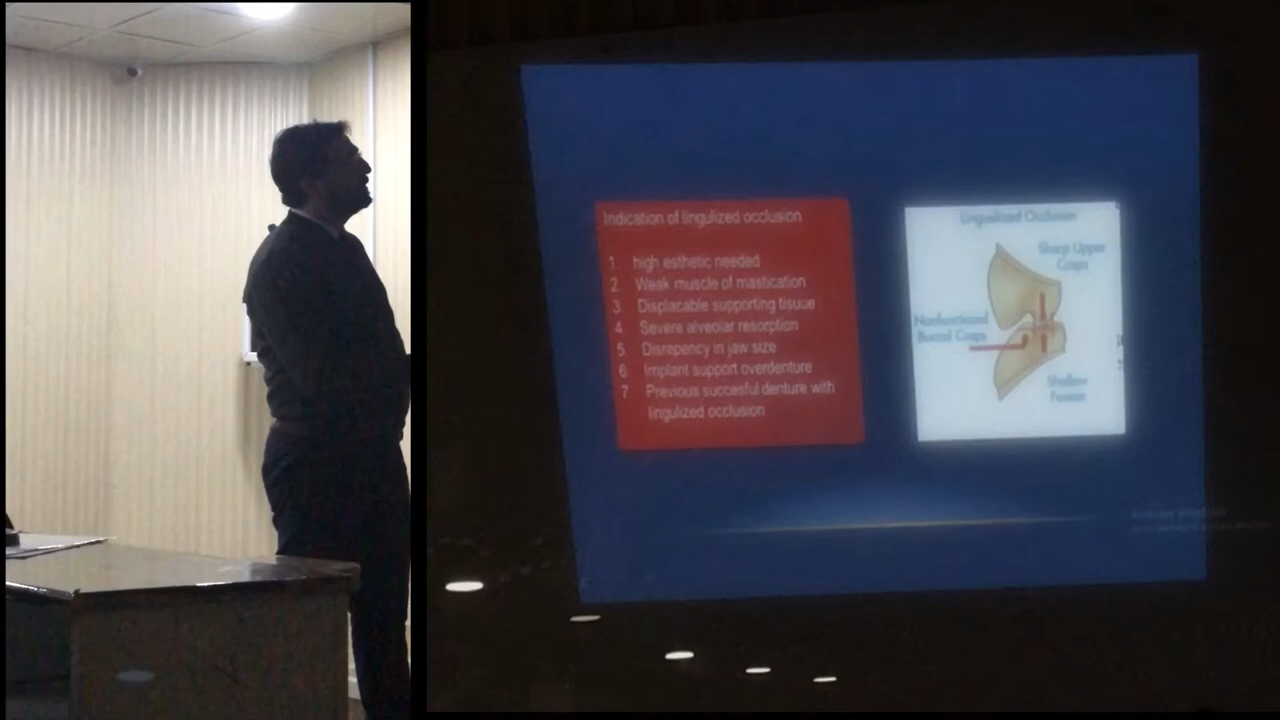 Indication of lingulized occlusion
1. high esthetic needed
2. Weak muscle of mastication
3. Displacable supporting tisuue
4. Severe alveolar resorption
5. Disrepency in jaw size
6. Implant support overdenture
7 Previous succesful denture with
lingulized occlusion
Lingualized Occlusion
Sharp Upper
Cusps
Nonfunctional
Buccal Cusps
Shallow
Fossae